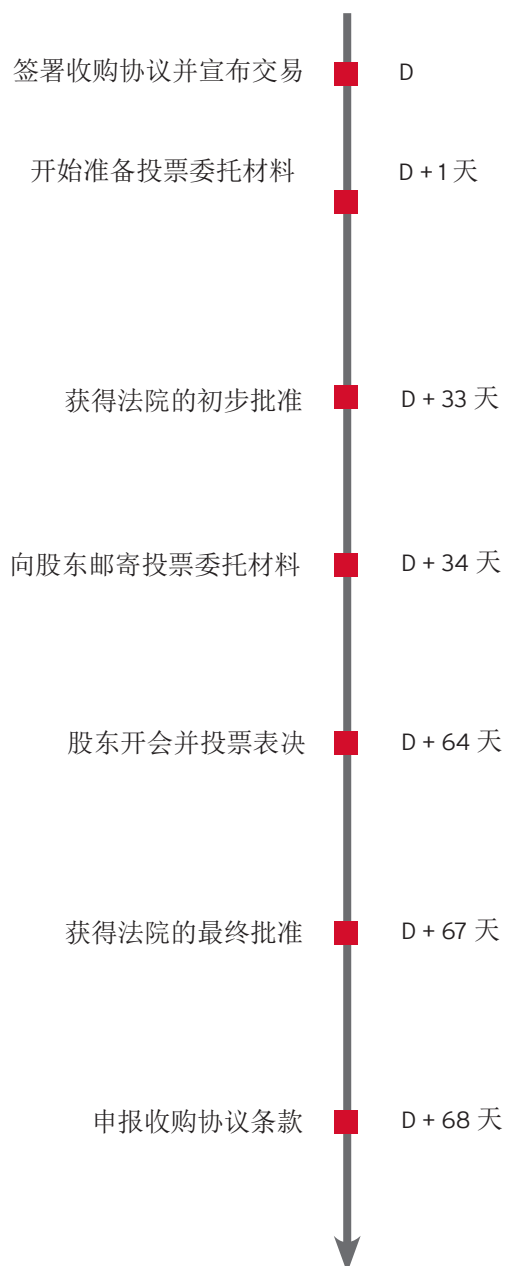 签署收购协议并宣布交易 D
开始准备投票委托材料 D + 1 天
获得法院的初步批准 D + 33 天
向股东邮寄投票委托材料 D + 34 天
股东开会并投票表决 D + 64 天
获得法院的最终批准 D + 67 天
申报收购协议条款 D + 68 天